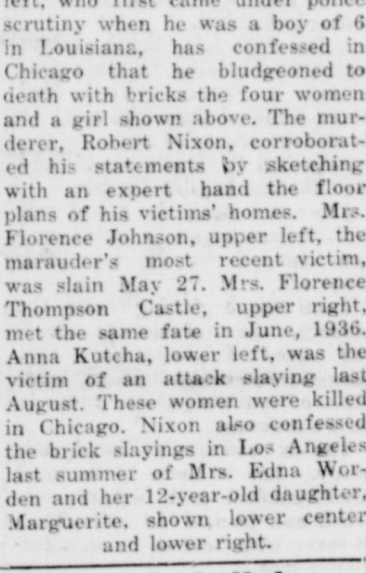 left, who first came under police
scrutiny when he was a boy of 6
in Louisiana, has confessed in
Chicago that he bludgeoned to
death with bricks the four women
and a girl shown above. The mur-
derer, Robert Nixon, corroborat-
ed his statements by sketching
with an expert hand the floor
plans of his victims' homes. Mrs.
Florence Johnson, upper left, the
marauder's most recent victim,
was slain May 27. Mrs. Florence
Thompson Castle, upper right,
met the same fate in June, 1936.
Anna Kutcha, lower left, was the
victim of an attack slaying last
August. These women were killed
in Chicago. Nixon also confessed
the brick slayings in Los Angeles
last summer of Mrs. Edna Wor-
den and her 12-year-old daughter,
Marguerite, shown lower center
and lower right.